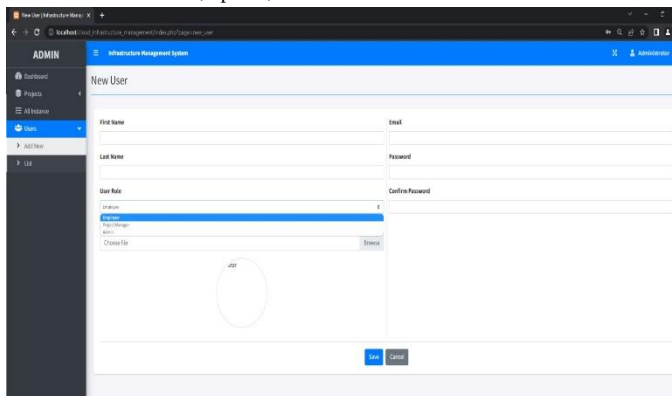 New User | Infrastructure Manag
localhost/cloud_infrastructure_management/index.php?page=new_user
ADMIN
Infrastructure Management System
Administrator
Dashboard
Projects
All Instance
Users
Add New
List
New User
First Name
Email
Last Name
Password
User Role
Confirm Password
Employee
Employee
Project Manager
Admin
Choose File
Browse
Save
Cancel